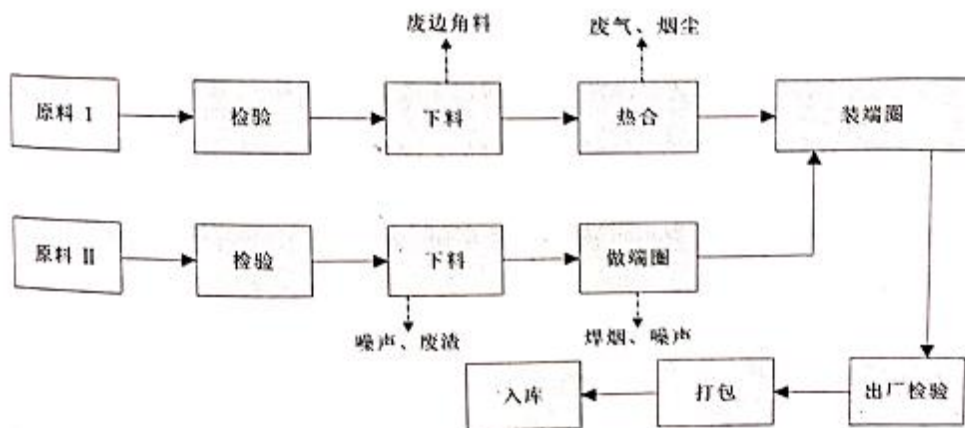 废边角料
废气、烟尘
原料 I
检验
下料
热合
装端圈
原料 II
检验
下料
做端圈
噪声、废渣
焊烟、噪声
入库
打包
出厂检验